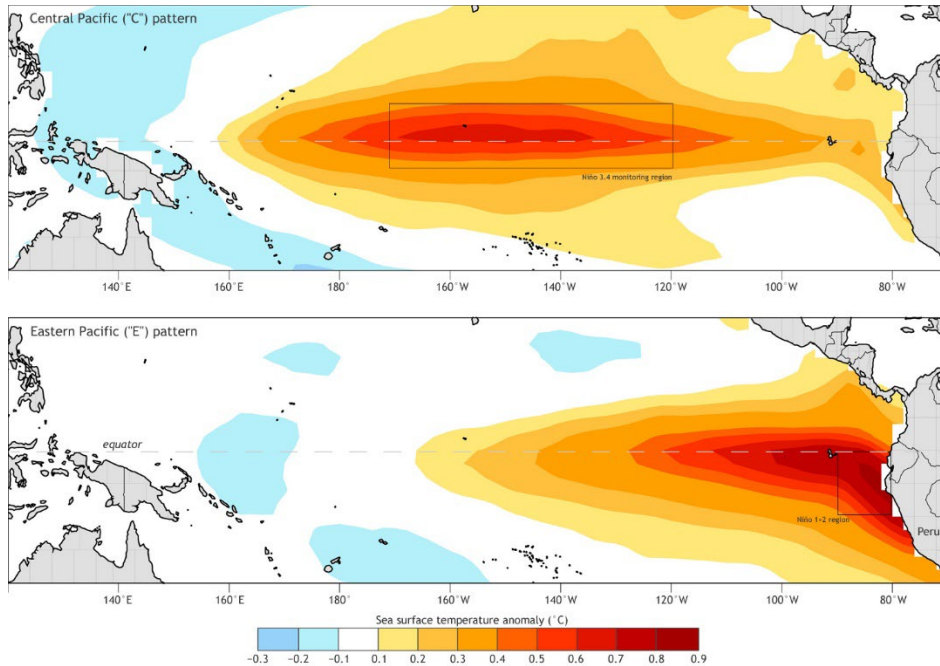 Central Pacific ("C") pattern
Niño 3.4 monitoring region
140°E 160°E 180° 160°W 140°W 120°W 100°W 80°W
Eastern Pacific ("E") pattern
equator
Niño 1-2 region
Peru
140°E 160°E 180° 160°W 140°W 120°W 100°W 80°W
Sea surface temperature anomaly (°C)
-0.3 -0.2 -0.1 0.1 0.2 0.3 0.4 0.5 0.6 0.7 0.8 0.9